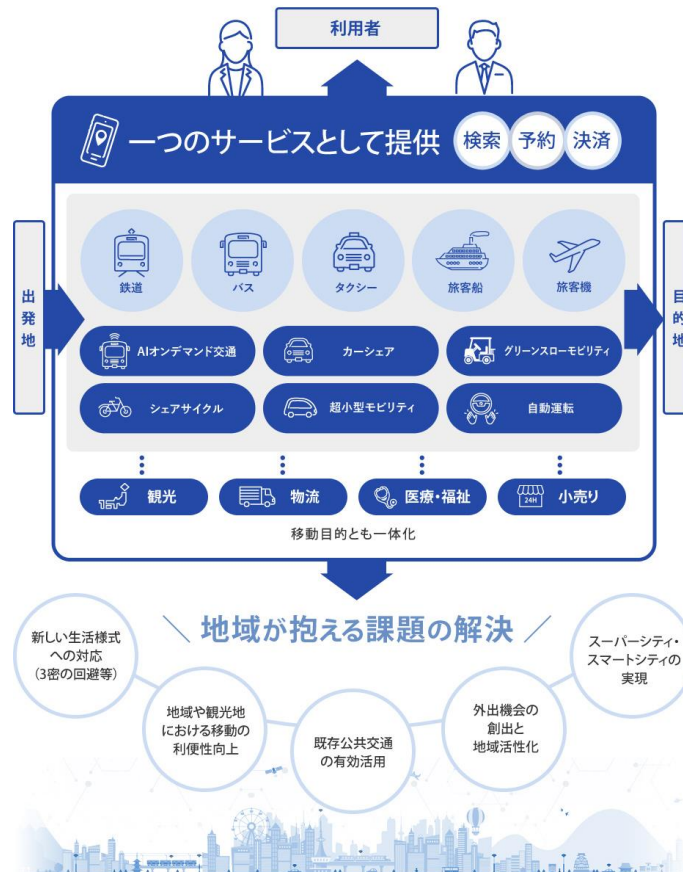 利用者
一つのサービスとして提供
検索
予約
決済
出発地
目的地
鉄道
バス
タクシー
旅客船
旅客機
AIオンデマンド交通
カーシェア
グリーンスローモビリティ
シェアサイクル
超小型モビリティ
自動運転
観光
物流
医療・福祉
24H
小売り
移動目的とも一体化
地域が抱える課題の解決
新しい生活様式
への対応
(3密の回避等)
地域や観光地
における移動の
利便性向上
既存公共交通
の有効活用
外出機会の
創出と
地域活性化
スーパーシティ・
スマートシティの
実現